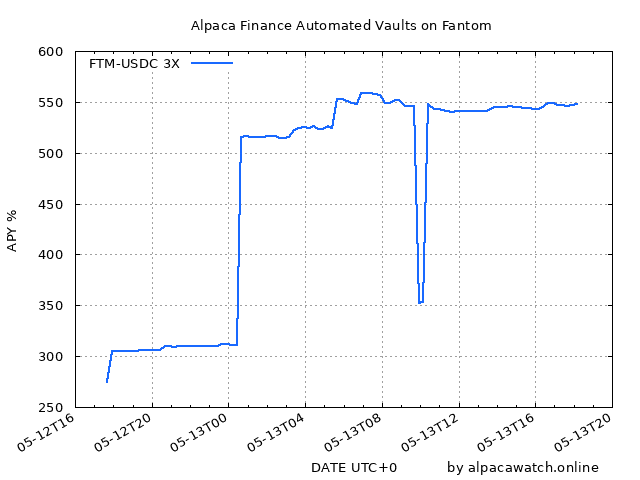 Alpaca Finance Automated Vaults on Fantom
FTM-USDC 3X
APY %
600
550
500
450
400
350
300
250
05-12T16
05-12T20
05-13T00
05-13T04
05-13T08
05-13T12
05-13T16
05-13T20
DATE UTC+0
by alpacawatch.online